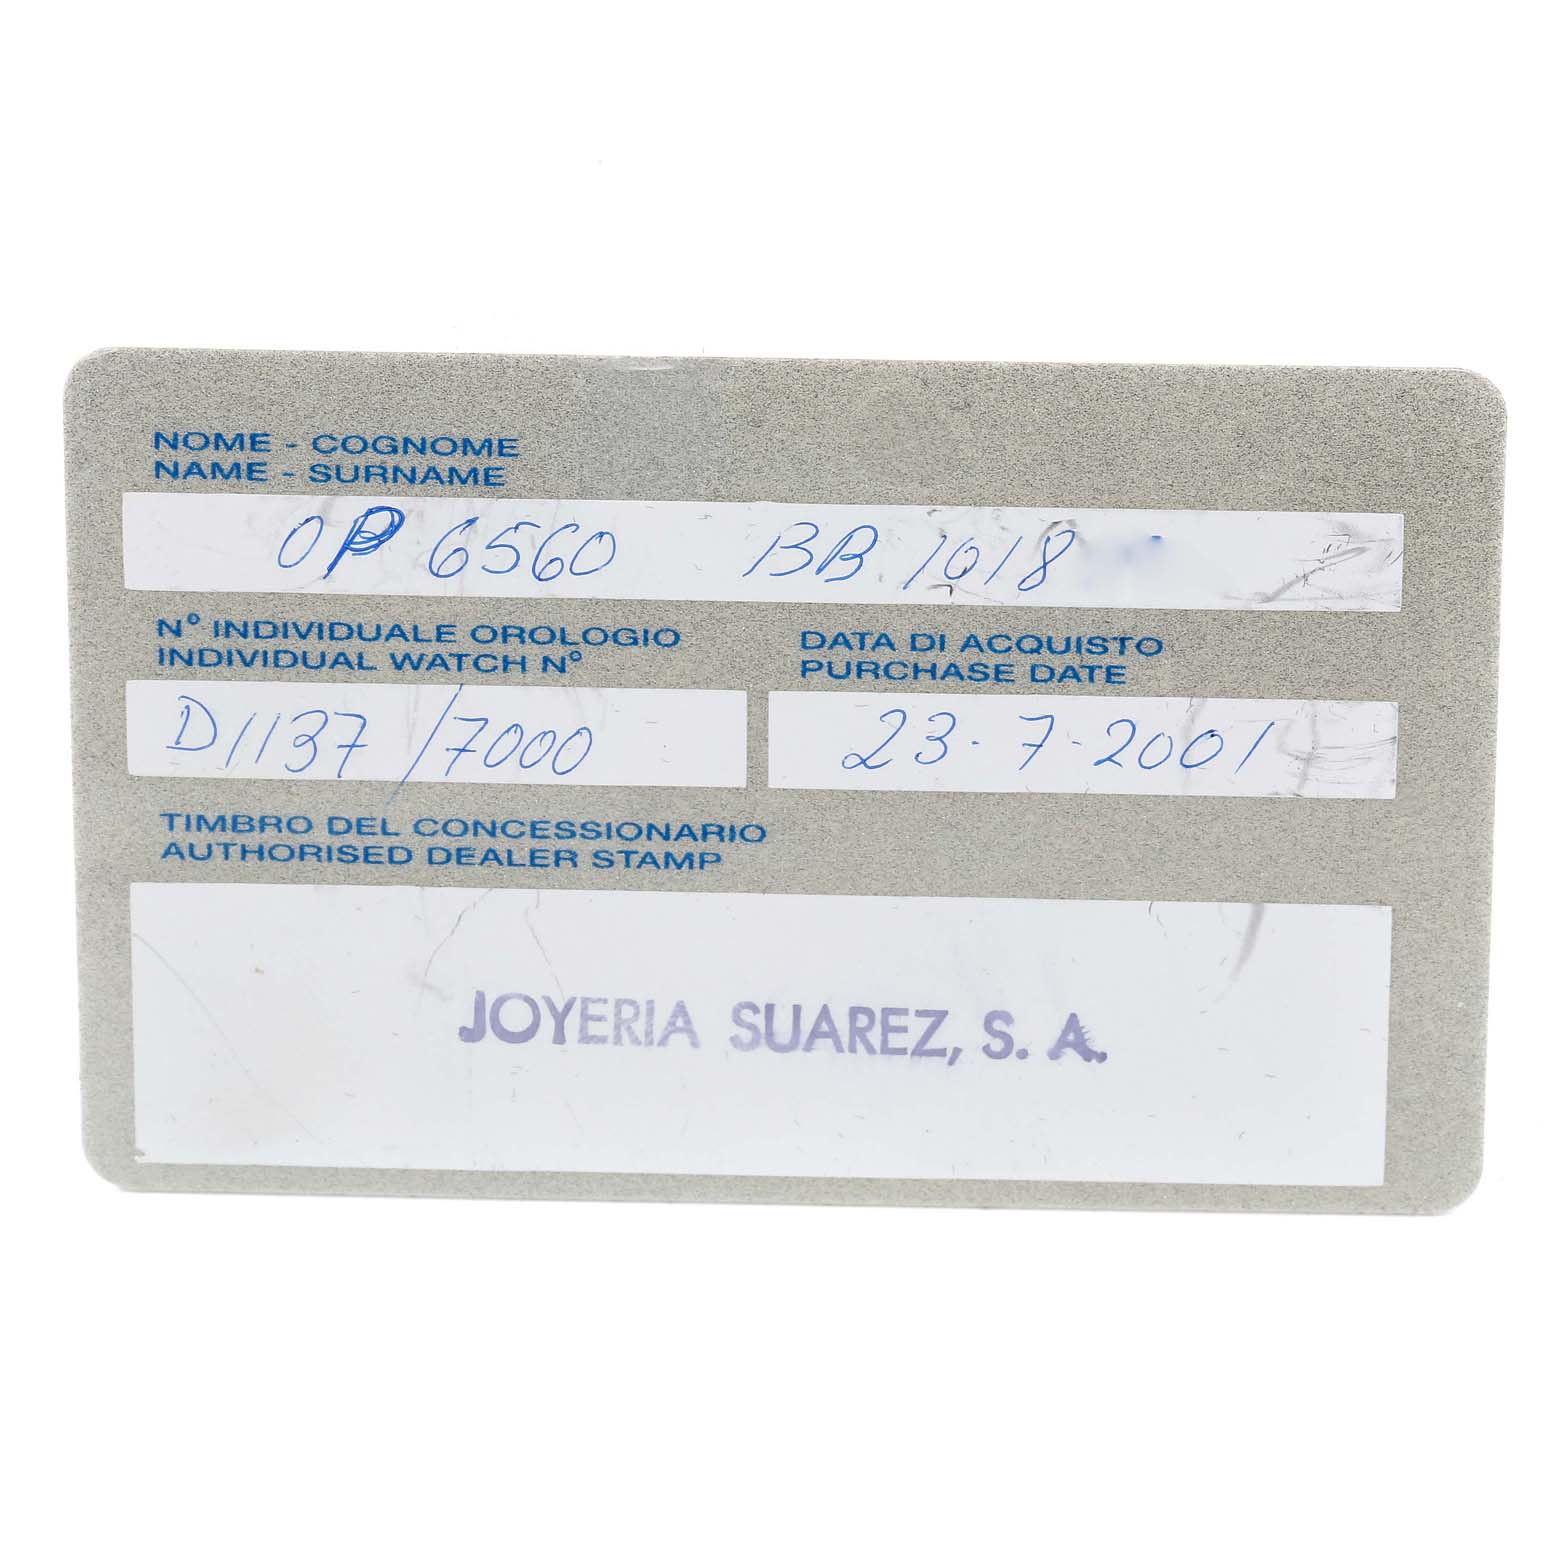 NOME - COGNOME
NAME - SURNAME
OP 6560 BB 1018
N° INDIVIDUALE OROLOGIO
INDIVIDUAL WATCH N°
DATA DI ACQUISTO
PURCHASE DATE
D1137/7000
23-7-2001
TIMBRO DEL CONCESSIONARIO
AUTHORISED DEALER STAMP
JOYERIA SUAREZ, S. A.